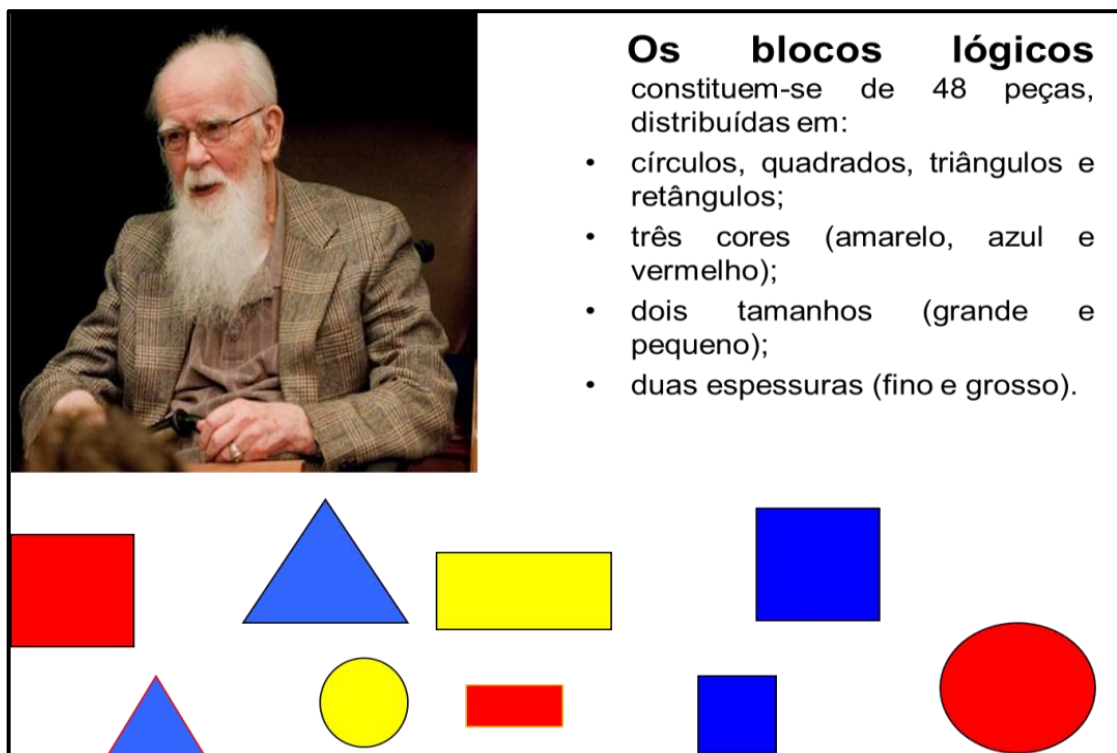 Os blocos lógicos
constituem-se de 48 peças,
distribuídas em:
• círculos, quadrados, triângulos e
retângulos;
• três cores (amarelo, azul e
vermelho);
• dois tamanhos (grande e
pequeno);
• duas espessuras (fino e grosso).